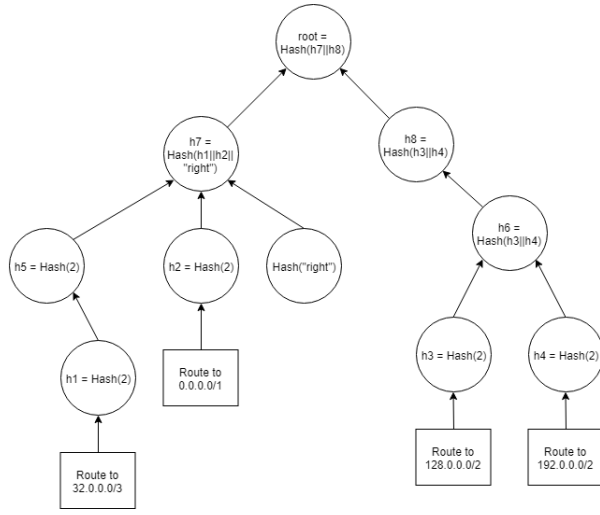 root =
Hash(h7||h8)
h7 =
Hash(h1||h2||
"right")
h8 =
Hash(h3||h4)
h6 =
Hash(h3||h4)
h5 = Hash(2)
h2 = Hash(2)
Hash("right")
h1 = Hash(2)
Route to
0.0.0.0/1
h3 = Hash(2)
h4 = Hash(2)
Route to
32.0.0.0/3
Route to
128.0.0.0/2
Route to
192.0.0.0/2